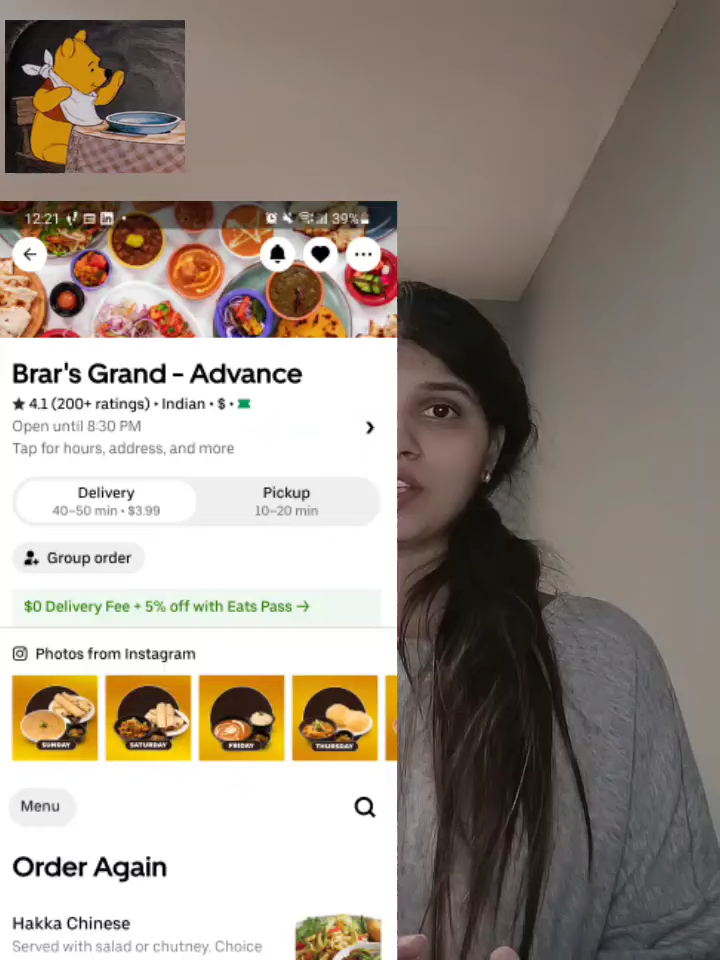 12:21 39%
Brar's Grand - Advance
★ 4.1 (200+ ratings) • Indian • $ •
Open until 8:30 PM
Tap for hours, address, and more
Delivery
40–50 min • $3.99
Pickup
10–20 min
Group order
$0 Delivery Fee + 5% off with Eats Pass →
Photos from Instagram
SUNDAY
SATURDAY
FRIDAY
THURSDAY
Menu
Order Again
Hakka Chinese
Served with salad or chutney. Choice